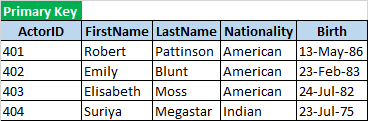 Primary Key
ActorID FirstName LastName Nationality Birth
401 Robert Pattinson American 13-May-86
402 Emily Blunt American 23-Feb-83
403 Elisabeth Moss American 24-Jul-82
404 Suriya Megastar Indian 23-Jul-75